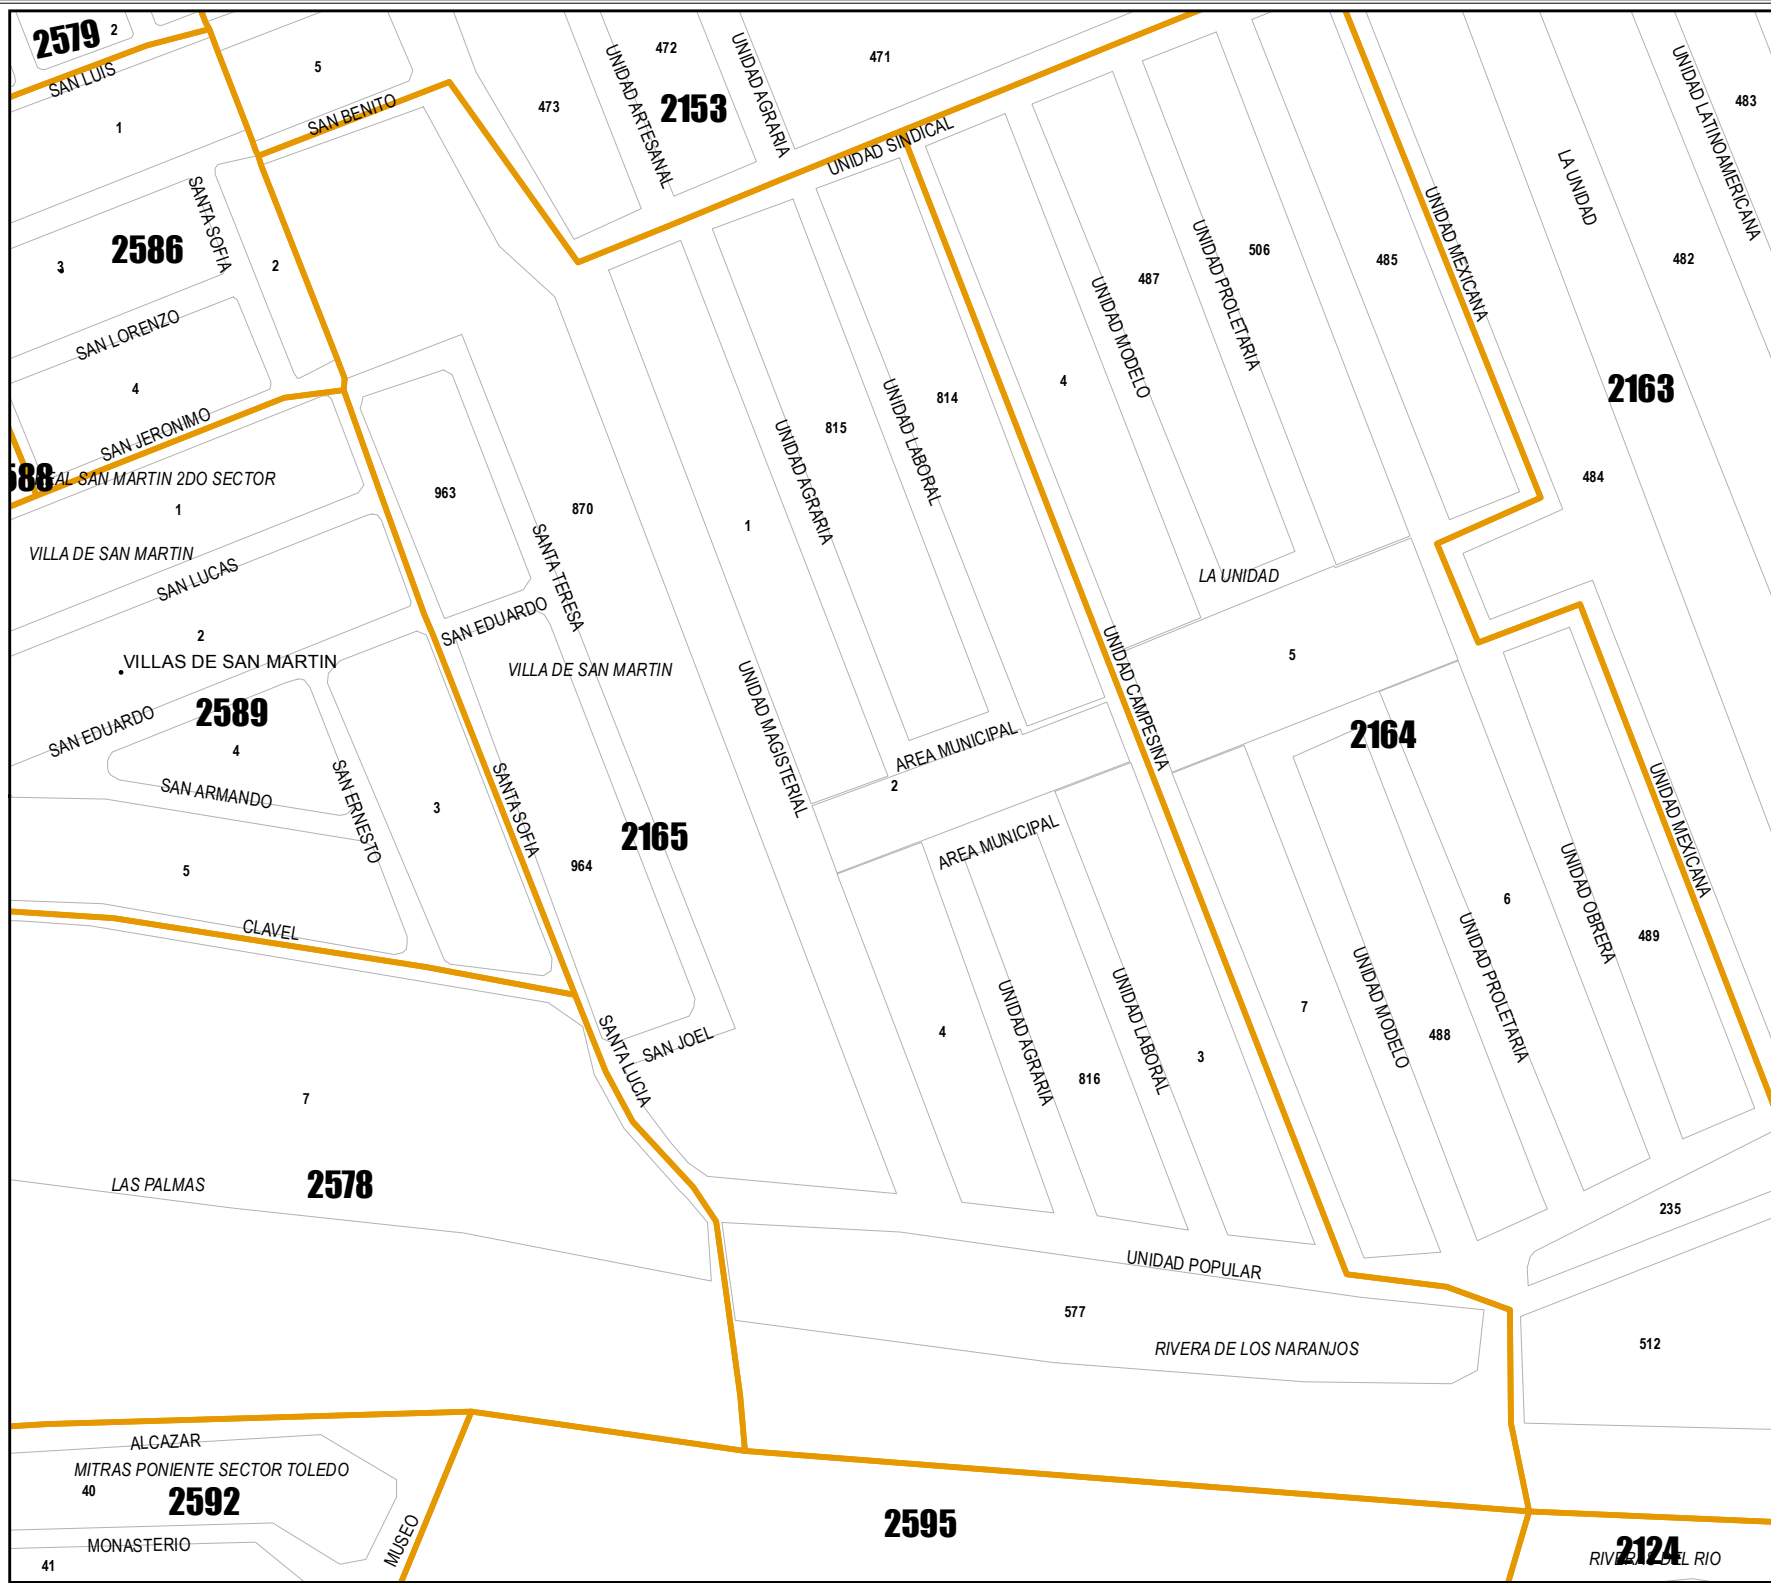 2579
2
SAN LUIS
5
1
SAN BENITO
473
UNIDAD ARTESANAL
472
2153
UNIDAD AGRARIA
471
UNIDAD SINDICAL
UNIDAD LATINOAMERICANA
483
LA UNIDAD
482
UNIDAD MEXICANA
2163
484
SANTA SOFIA
2586
3
2
SAN LORENZO
4
SAN JERONIMO
588
EAL SAN MARTIN 2DO SECTOR
1
VILLA DE SAN MARTIN
SAN LUCAS
2
VILLAS DE SAN MARTIN
2589
SAN EDUARDO
4
SAN ARMANDO
SAN ERNESTO
3
5
CLAVEL
963
870
SANTA TERESA
SAN EDUARDO
VILLA DE SAN MARTIN
SANTA SOFIA
964
2165
SAN JOEL
SANTA LUCIA
1
UNIDAD MAGISTERIAL
UNIDAD AGRARIA
815
UNIDAD LABORAL
814
AREA MUNICIPAL
2
AREA MUNICIPAL
4
UNIDAD AGRARIA
816
UNIDAD LABORAL
3
UNIDAD CAMPESINA
4
UNIDAD MODELO
487
UNIDAD PROLETARIA
506
485
LA UNIDAD
5
2164
UNIDAD MEXICANA
6
UNIDAD OBRERA
489
UNIDAD PROLETARIA
488
UNIDAD MODELO
7
235
512
UNIDAD POPULAR
577
RIVERA DE LOS NARANJOS
7
LAS PALMAS
2578
ALCAZAR
MITRAS PONIENTE SECTOR TOLEDO
40
2592
MONASTERIO
41
MUSEO
2595
2124
RIVERAS DEL RIO